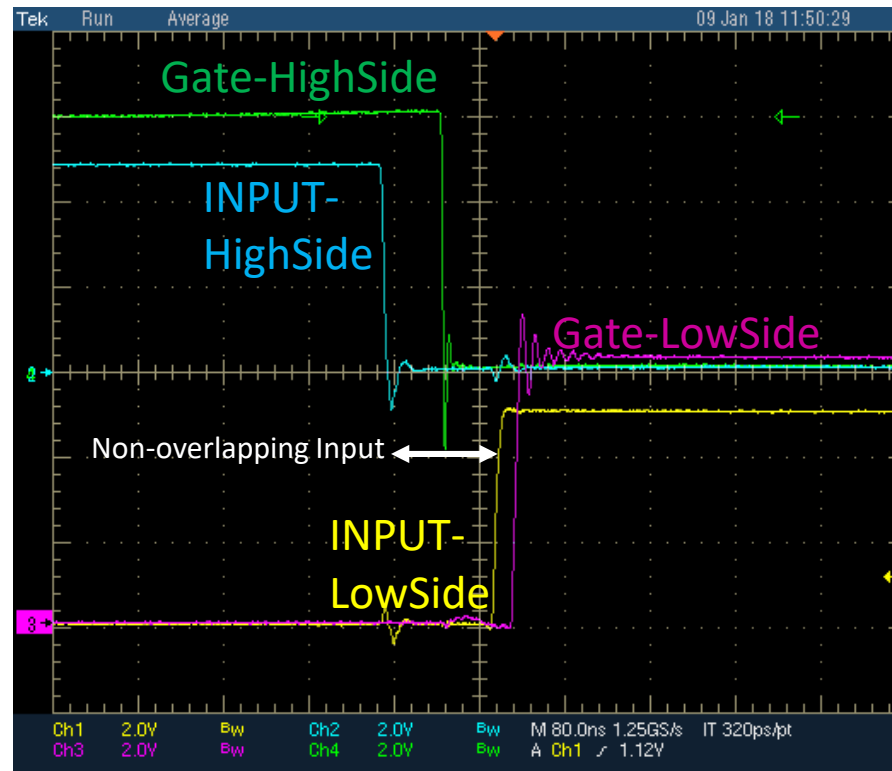 Tek Run Average 09 Jan 18 11:50:29
Gate-HighSide
INPUT-
HighSide
Gate-LowSide
Non-overlapping Input
INPUT-
LowSide
3
Ch1 2.0V Bw Ch2 2.0V Bw M 80.0ns 1.25GS/s IT 320ps/pt
Ch3 2.0V Bw Ch4 2.0V Bw A Ch1 ⌿ 1.12V